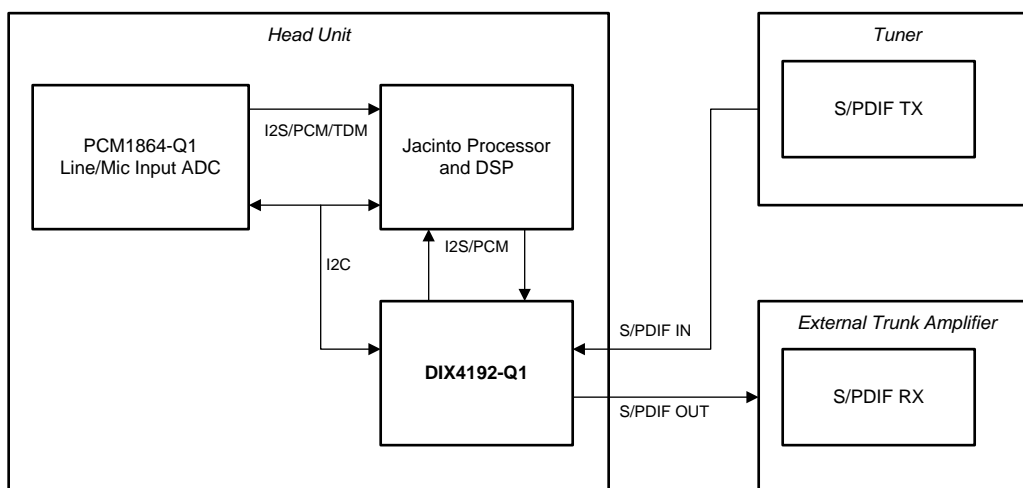 Head Unit
PCM1864-Q1
Line/Mic Input ADC
I2S/PCM/TDM
Jacinto Processor
and DSP
I2C
I2S/PCM
DIX4192-Q1
S/PDIF IN
S/PDIF OUT
Tuner
S/PDIF TX
External Trunk Amplifier
S/PDIF RX